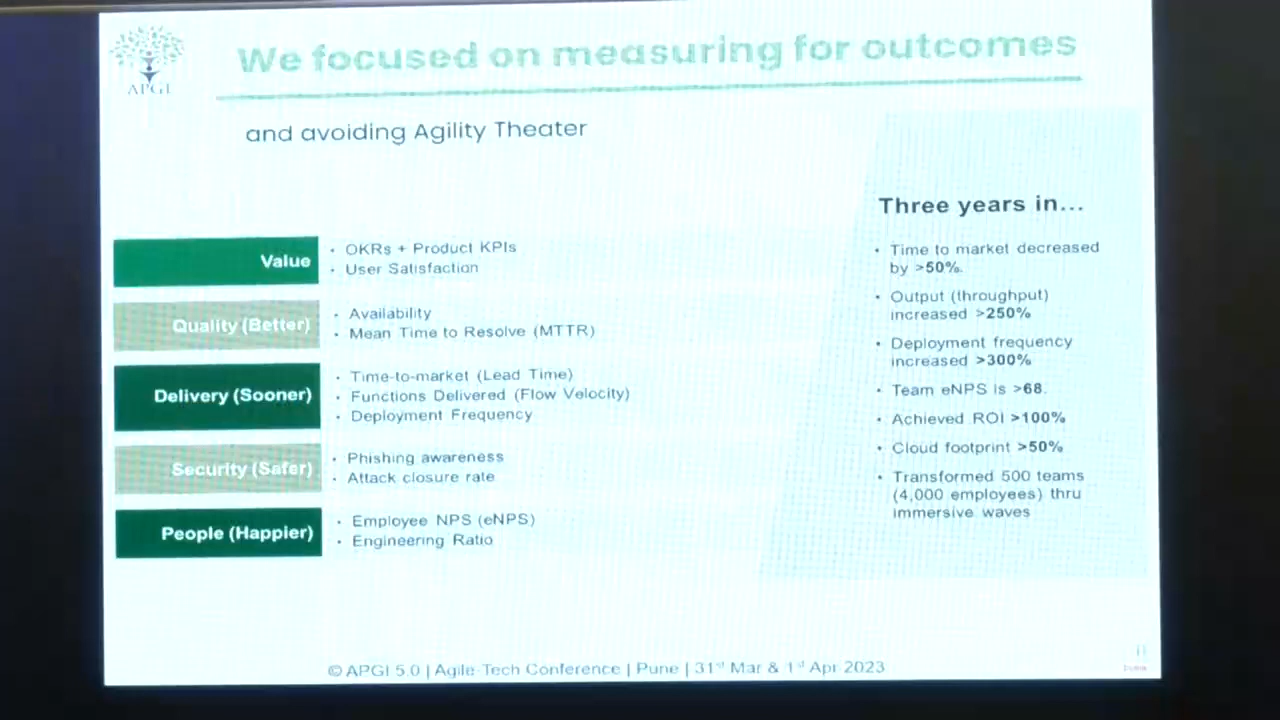 APGI
We focused on measuring for outcomes
and avoiding Agility Theater
Value
• OKRs + Product KPIs
• User Satisfaction
Quality (Better)
• Availability
• Mean Time to Resolve (MTTR)
Delivery (Sooner)
• Time-to-market (Lead Time)
• Functions Delivered (Flow Velocity)
• Deployment Frequency
Security (Safer)
• Phishing awareness
• Attack closure rate
People (Happier)
• Employee NPS (eNPS)
• Engineering Ratio
Three years in...
• Time to market decreased
by >50%.
• Output (throughput)
increased >250%
• Deployment frequency
increased >300%
• Team eNPS is >68.
• Achieved ROI >100%
• Cloud footprint >50%
• Transformed 500 teams
(4,000 employees) thru
immersive waves
© APGI 5.0 | Agile-Tech Conference | Pune | 31st Mar & 1st Apr 2023